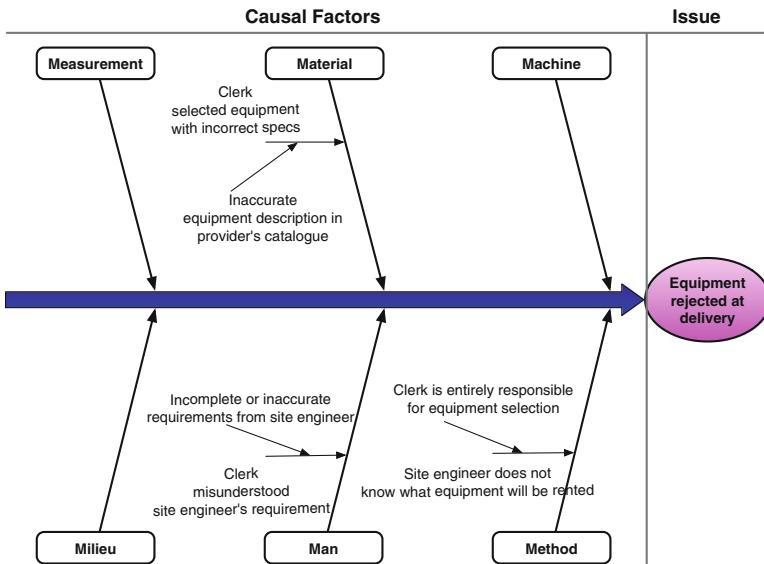 Causal Factors
Issue
Measurement
Material
Machine
Clerk
selected equipment
with incorrect specs
Inaccurate
equipment description in
provider's catalogue
Equipment
rejected at
delivery
Incomplete or inaccurate
requirements from site engineer
Clerk is entirely responsible
for equipment selection
Clerk
misunderstood
site engineer's requirement
Site engineer does not
know what equipment will be rented
Milieu
Man
Method